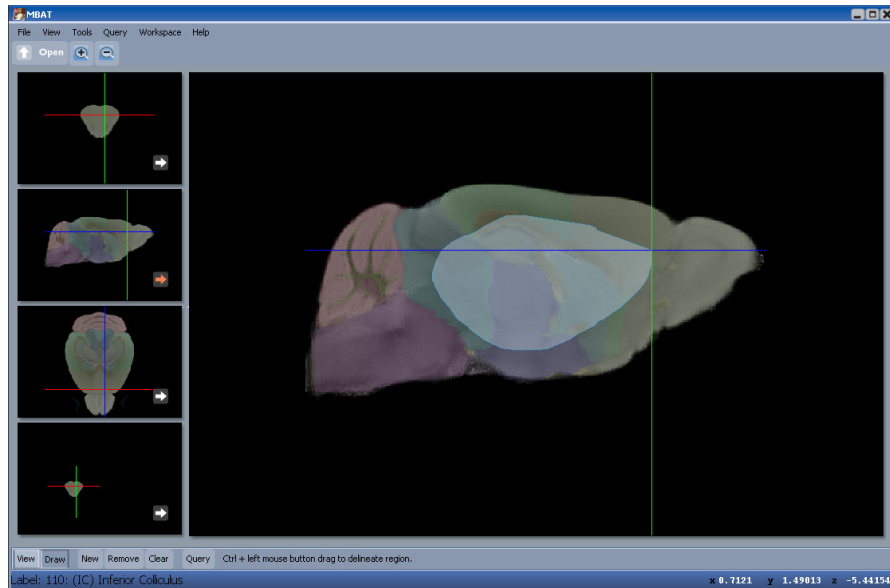 MBAT
File View Tools Query Workspace Help
Open
View Draw New Remove Clear Query Ctrl + left mouse button drag to delineate region.
Label: 110: (IC) Inferior Colliculus x 0.7121 y 1.49013 z -5.44154